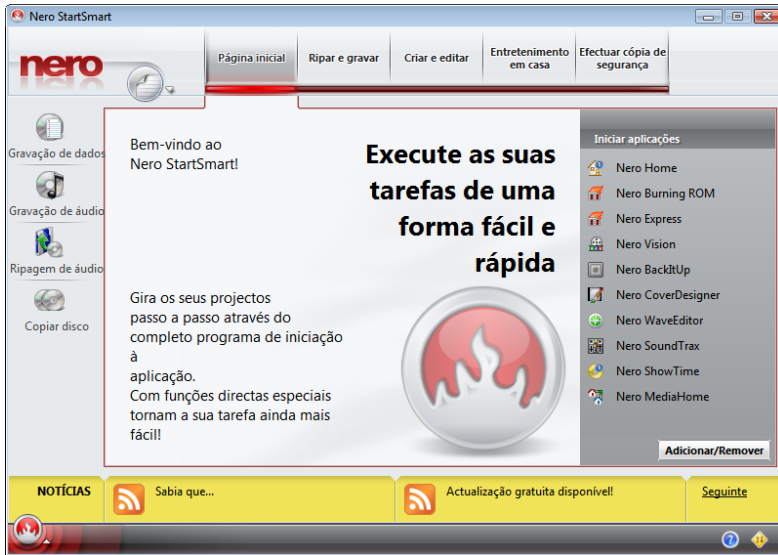 Nero StartSmart
nero
Página inicial
Ripar e gravar
Criar e editar
Entretenimento
em casa
Efectuar cópia de
segurança
Gravação de dados
Gravação de áudio
Ripagem de áudio
Copiar disco
Bem-vindo ao
Nero StartSmart!
Execute as suas
tarefas de uma
forma fácil e
rápida
Gira os seus projectos
passo a passo através do
completo programa de iniciação
à
aplicação.
Com funções directas especiais
tornam a sua tarefa ainda mais
fácil!
Iniciar aplicações
Nero Home
Nero Burning ROM
Nero Express
Nero Vision
Nero BackItUp
Nero CoverDesigner
Nero WaveEditor
Nero SoundTrax
Nero ShowTime
Nero MediaHome
Adicionar/Remover
NOTÍCIAS
Sabia que...
Actualização gratuita disponível!
Seguinte